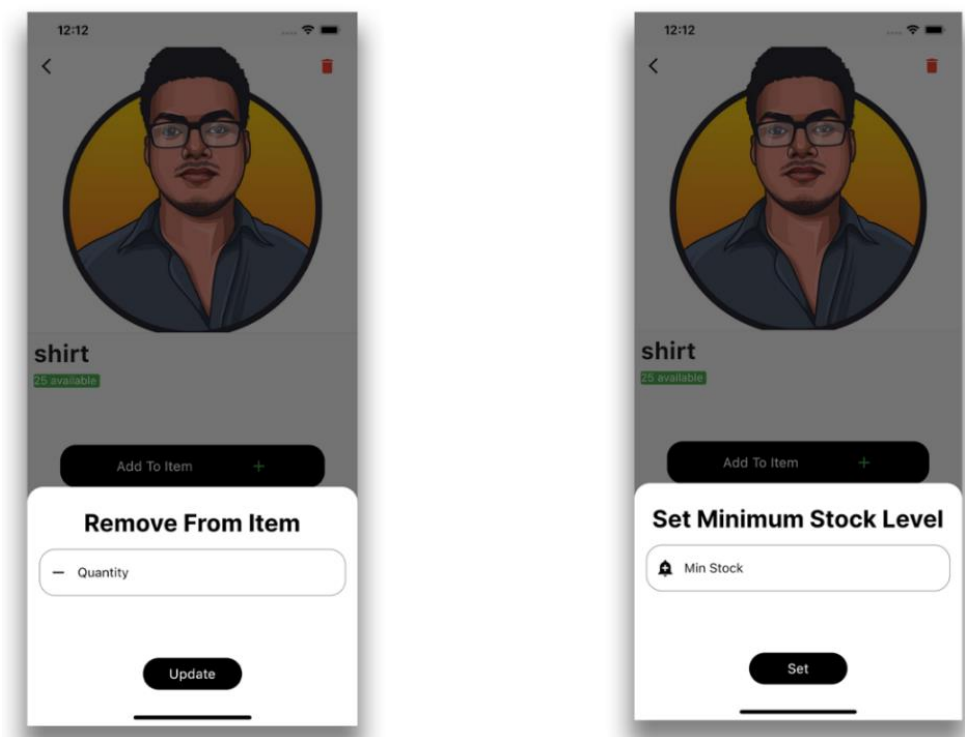 12:12
shirt
25 available
Add To Item +
Remove From Item
Quantity
Update
12:12
shirt
25 available
Add To Item +
Set Minimum Stock Level
Min Stock
Set